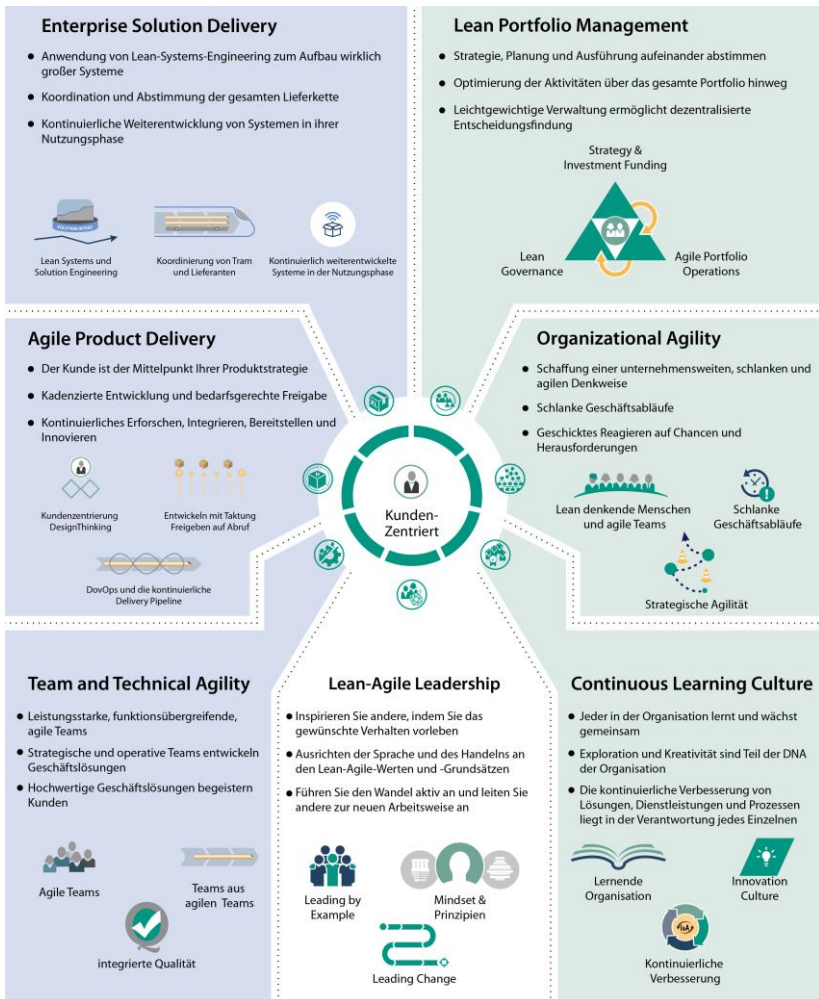 Enterprise Solution Delivery
● Anwendung von Lean-Systems-Engineering zum Aufbau wirklich
großer Systeme
● Koordination und Abstimmung der gesamten Lieferkette
● Kontinuierliche Weiterentwicklung von Systemen in ihrer
Nutzungsphase
Lean Systems und
Solution Engineering
Koordinierung von Tram
und Lieferanten
Kontinuierlich weiterentwickelte
Systeme in der Nutzungsphase
Lean Portfolio Management
● Strategie, Planung und Ausführung aufeinander abstimmen
● Optimierung der Aktivitäten über das gesamte Portfolio hinweg
● Leichtgewichtige Verwaltung ermöglicht dezentralisierte
Entscheidungsfindung
Strategy &
Investment Funding
Lean
Governance
Agile Portfolio
Operations
Agile Product Delivery
● Der Kunde ist der Mittelpunkt Ihrer Produktstrategie
● Kadenzierte Entwicklung und bedarfsgerechte Freigabe
● Kontinuierliches Erforschen, Integrieren, Bereitstellen und
Innovieren
Kundenzentrierung
DesignThinking
Entwickeln mit Taktung
Freigeben auf Abruf
DovOps und die kontinuierliche
Delivery Pipeline
Kunden-
Zentriert
Organizational Agility
● Schaffung einer unternehmensweiten, schlanken und
agilen Denkweise
● Schlanke Geschäftsabläufe
● Geschicktes Reagieren auf Chancen und
Herausforderungen
Lean denkende Menschen
und agile Teams
Schlanke
Geschäftsabläufe
Strategische Agilität
Team and Technical Agility
● Leistungsstarke, funktionsübergreifende,
agile Teams
● Strategische und operative Teams entwickeln
Geschäftslösungen
● Hochwertige Geschäftslösungen begeistern
Kunden
Agile Teams
Teams aus
agilen Teams
integrierte Qualität
Lean-Agile Leadership
● Inspirieren Sie andere, indem Sie das
gewünschte Verhalten vorleben
● Ausrichten der Sprache und des Handelns an
den Lean-Agile-Werten und -Grundsätzen
● Führen Sie den Wandel aktiv an und leiten Sie
andere zur neuen Arbeitsweise an
Leading by
Example
Mindset &
Prinzipien
Leading Change
Continuous Learning Culture
● Jeder in der Organisation lernt und wächst
gemeinsam
● Exploration und Kreativität sind Teil der DNA
der Organisation
● Die kontinuierliche Verbesserung von
Lösungen, Dienstleistungen und Prozessen
liegt in der Verantwortung jedes Einzelnen
Lernende
Organisation
Innovation
Culture
Kontinuierliche
Verbesserung